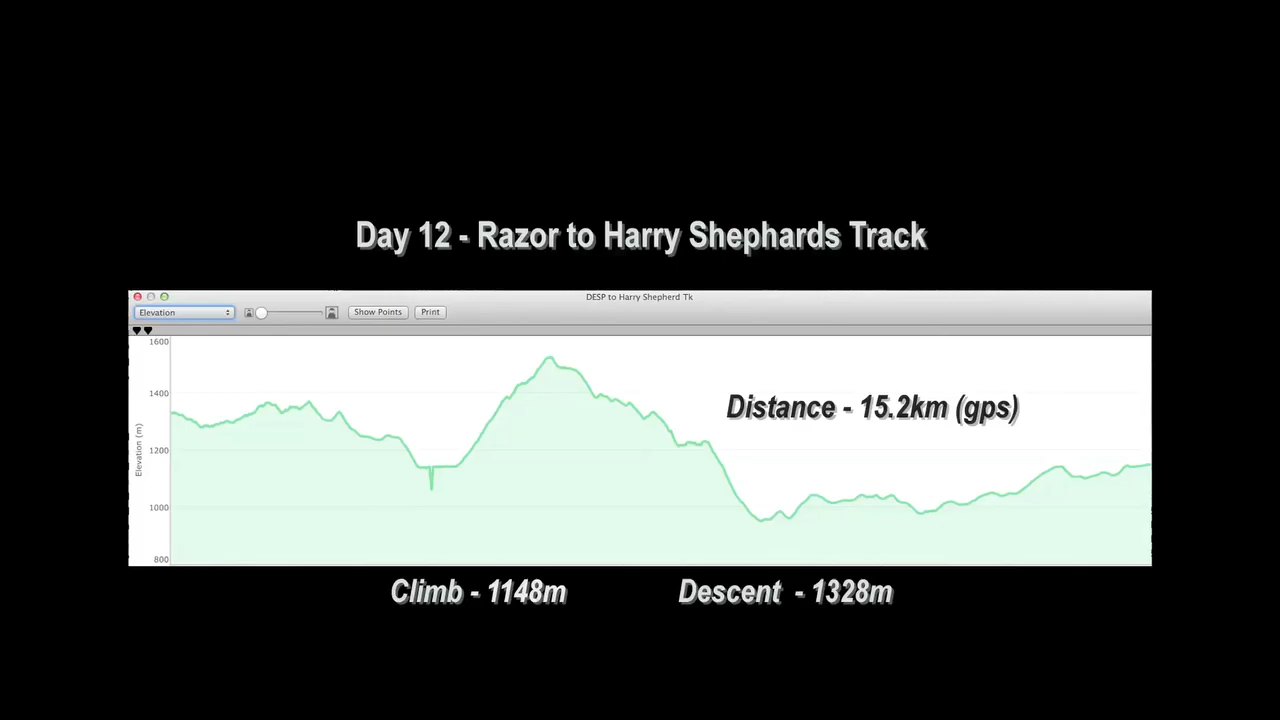 Day 12 - Razor to Harry Shephards Track
DESP to Harry Shepherd Tk
Elevation
Show Points
Print
1600
1400
1200
1000
800
Elevation (m)
Distance - 15.2km (gps)
Climb - 1148m
Descent - 1328m